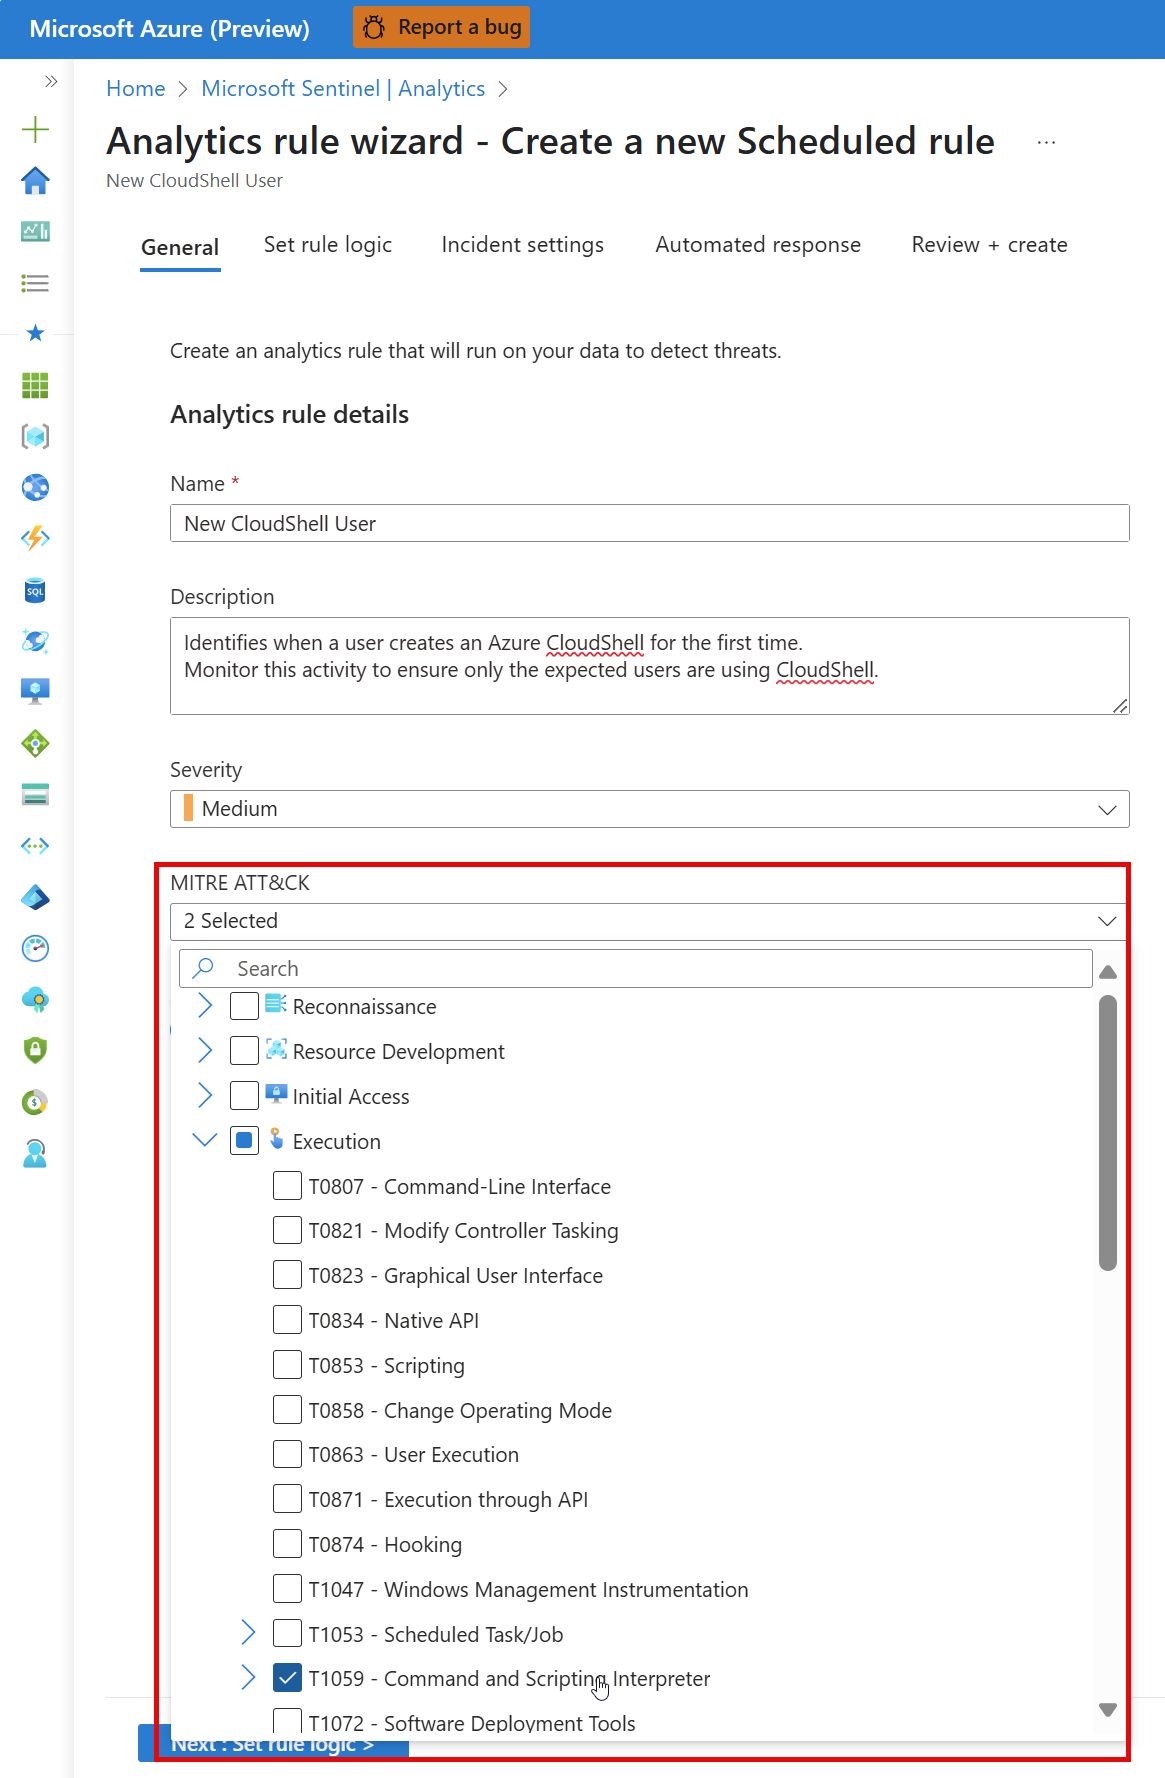 Microsoft Azure (Preview)
Report a bug
Home > Microsoft Sentinel | Analytics >
Analytics rule wizard - Create a new Scheduled rule ...
New CloudShell User
General
Set rule logic
Incident settings
Automated response
Review + create
Create an analytics rule that will run on your data to detect threats.
Analytics rule details
Name *
New CloudShell User
Description
Identifies when a user creates an Azure CloudShell for the first time.
Monitor this activity to ensure only the expected users are using CloudShell.
Severity
Medium
MITRE ATT&CK
2 Selected
Search
Reconnaissance
Resource Development
Initial Access
Execution
T0807 - Command-Line Interface
T0821 - Modify Controller Tasking
T0823 - Graphical User Interface
T0834 - Native API
T0853 - Scripting
T0858 - Change Operating Mode
T0863 - User Execution
T0871 - Execution through API
T0874 - Hooking
T1047 - Windows Management Instrumentation
T1053 - Scheduled Task/Job
T1059 - Command and Scripting Interpreter
T1072 - Software Deployment Tools
Next : Set rule logic >
SQL